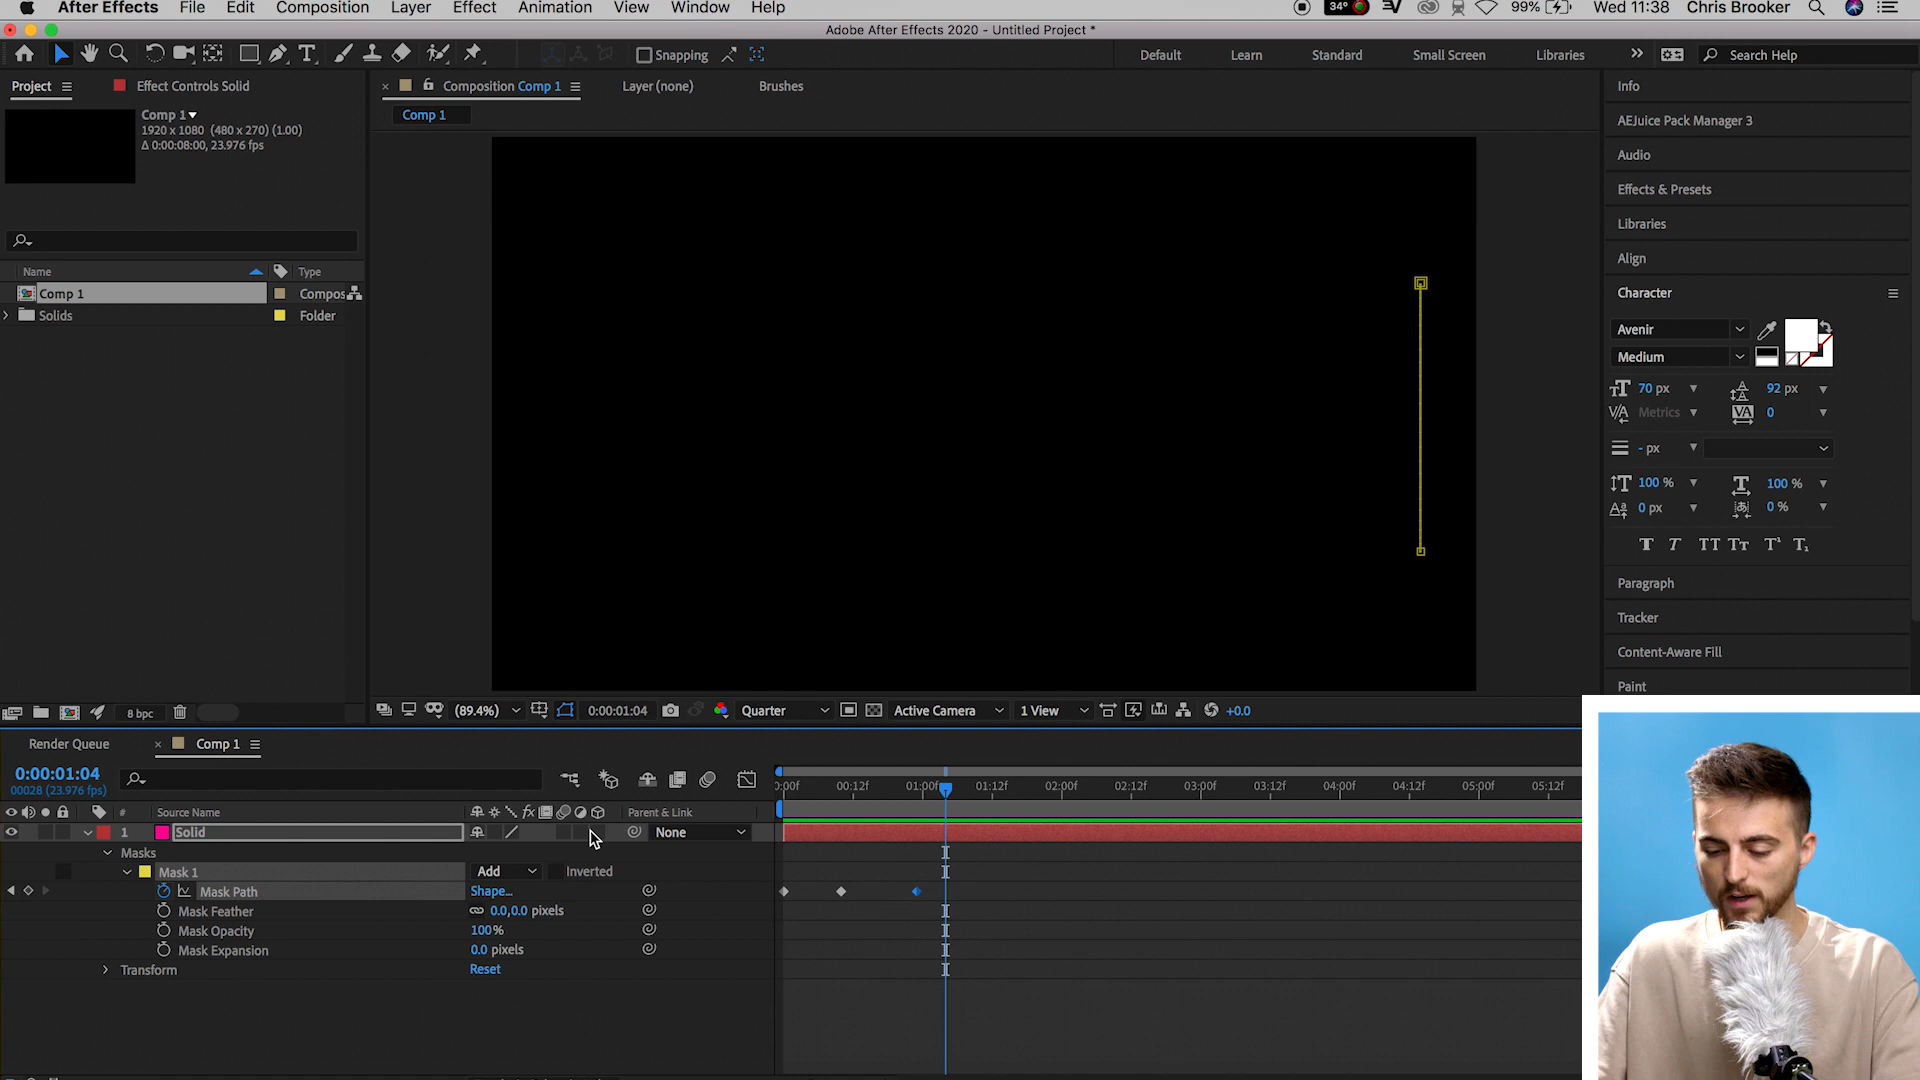 After Effects File Edit Composition Layer Effect Animation View Window Help 34° 99% Wed 11:38 Chris Brooker
Adobe After Effects 2020 - Untitled Project *
Snapping Default Learn Standard Small Screen Libraries Search Help
Project Effect Controls Solid Composition Comp 1 Layer (none) Brushes Info
Comp 1
1920 x 1080 (480 x 270) (1.00)
Δ 0:00:08:00, 23.976 fps
Comp 1
AEJuice Pack Manager 3
Audio
Effects & Presets
Libraries
Align
Character
Name Type
Comp 1 Compos
Solids Folder
Avenir
Medium
70 px 92 px
Metrics 0
- px
100 % 100 %
0 px 0 %
T T TT Tr T¹ T₁
Paragraph
Tracker
Content-Aware Fill
Paint
8 bpc (89.4%) 0:00:01:04 Quarter Active Camera 1 View +0.0
Render Queue Comp 1
0:00:01:04
00028 (23.976 fps)
:00f 00:12f 01:00f 01:12f 02:00f 02:12f 03:00f 03:12f 04:00f 04:12f 05:00f 05:12f
# Source Name fx Parent & Link
1 Solid None
Masks
Mask 1 Add Inverted
Mask Path Shape...
Mask Feather 0.0,0.0 pixels
Mask Opacity 100%
Mask Expansion 0.0 pixels
Transform Reset